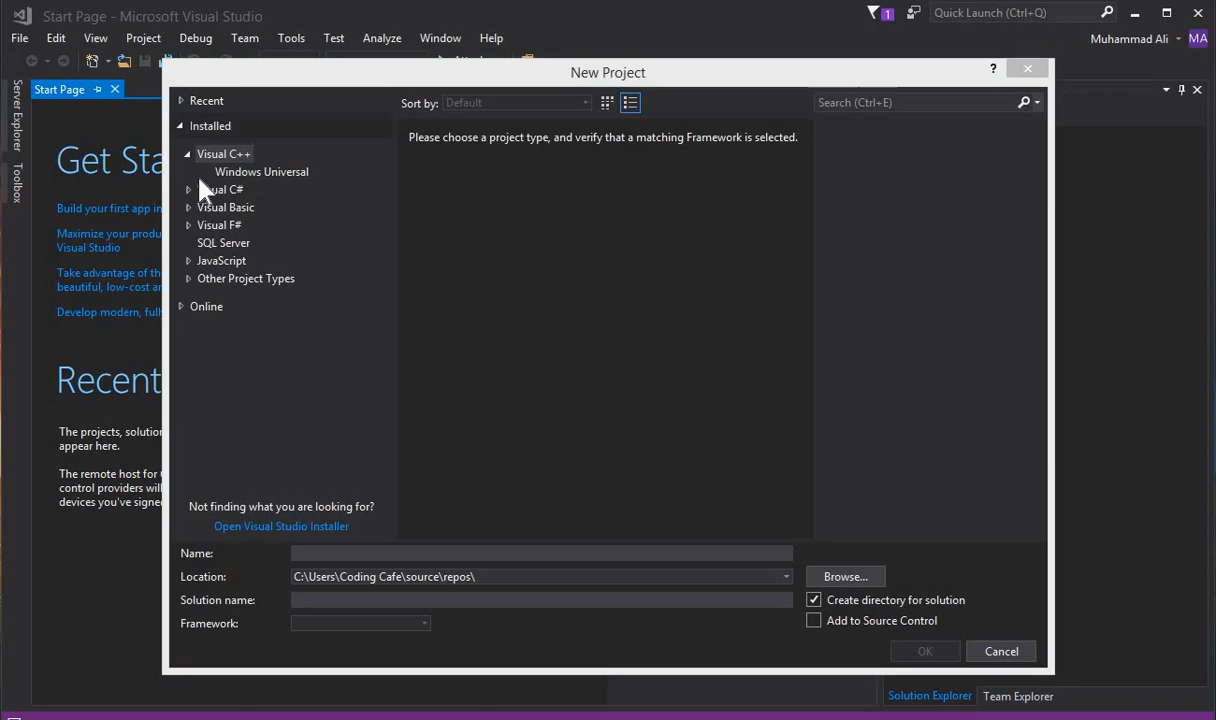 Start Page - Microsoft Visual Studio
1
Quick Launch (Ctrl+Q)
File Edit View Project Debug Team Tools Test Analyze Window Help
Muhammad Ali MA
New Project
?
Start Page
Server Explorer
Toolbox
Recent
Installed
Visual C++
Windows Universal
Visual Basic
Visual F#
SQL Server
JavaScript
Other Project Types
Online
Sort by: Default
Search (Ctrl+E)
Please choose a project type, and verify that a matching Framework is selected.
Get Sta
Build your first app in
Maximize your produ
Visual Studio
Take advantage of th
beautiful, low-cost a
Develop modern, full
Recent
The projects, solution
appear here.
The remote host for
control providers wil
devices you've signe
Not finding what you are looking for?
Open Visual Studio Installer
Name:
Location: C:\Users\Coding Cafe\source\repos\
Browse...
Solution name:
Create directory for solution
Framework:
Add to Source Control
OK Cancel
Solution Explorer Team Explorer